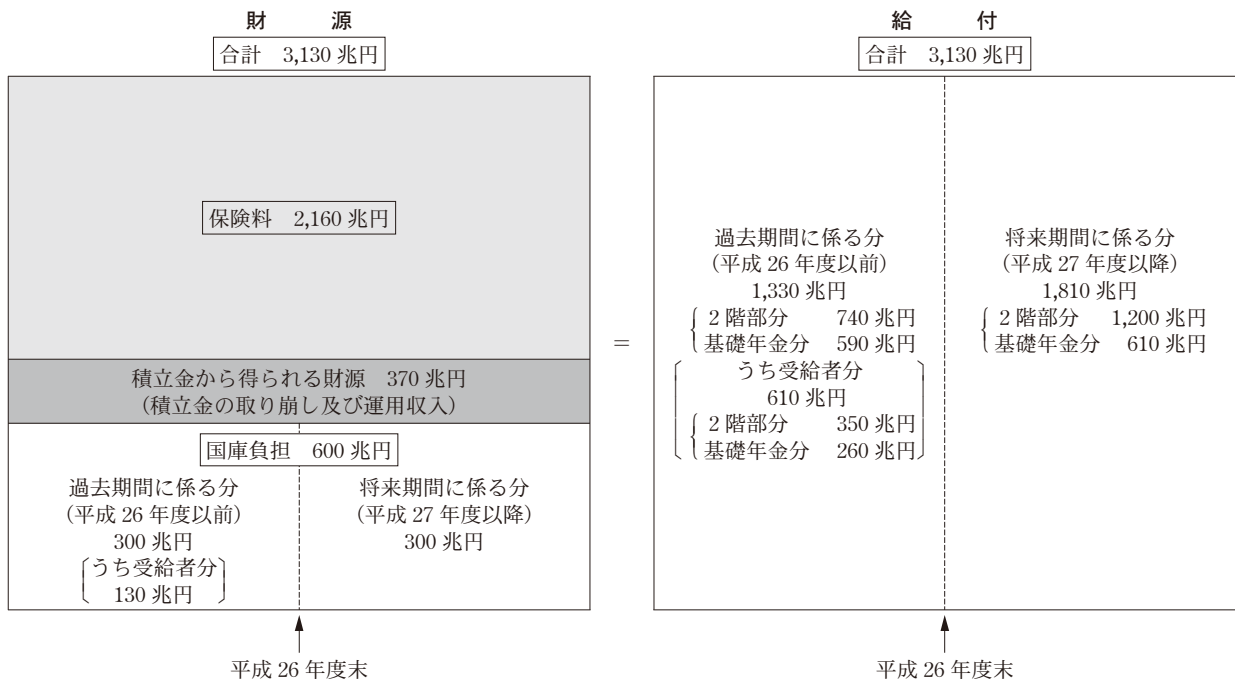 財　源
合計　3,130 兆円
保険料　2,160 兆円
積立金から得られる財源　370 兆円
（積立金の取り崩し及び運用収入）
国庫負担　600 兆円
過去期間に係る分
（平成 26 年度以前）
300 兆円
うち受給者分
130 兆円
将来期間に係る分
（平成 27 年度以降）
300 兆円
平成 26 年度末
＝
給　付
合計　3,130 兆円
過去期間に係る分
（平成 26 年度以前）
1,330 兆円
2 階部分　740 兆円
基礎年金分　590 兆円
うち受給者分
610 兆円
2 階部分　350 兆円
基礎年金分　260 兆円
将来期間に係る分
（平成 27 年度以降）
1,810 兆円
2 階部分　1,200 兆円
基礎年金分　610 兆円
平成 26 年度末